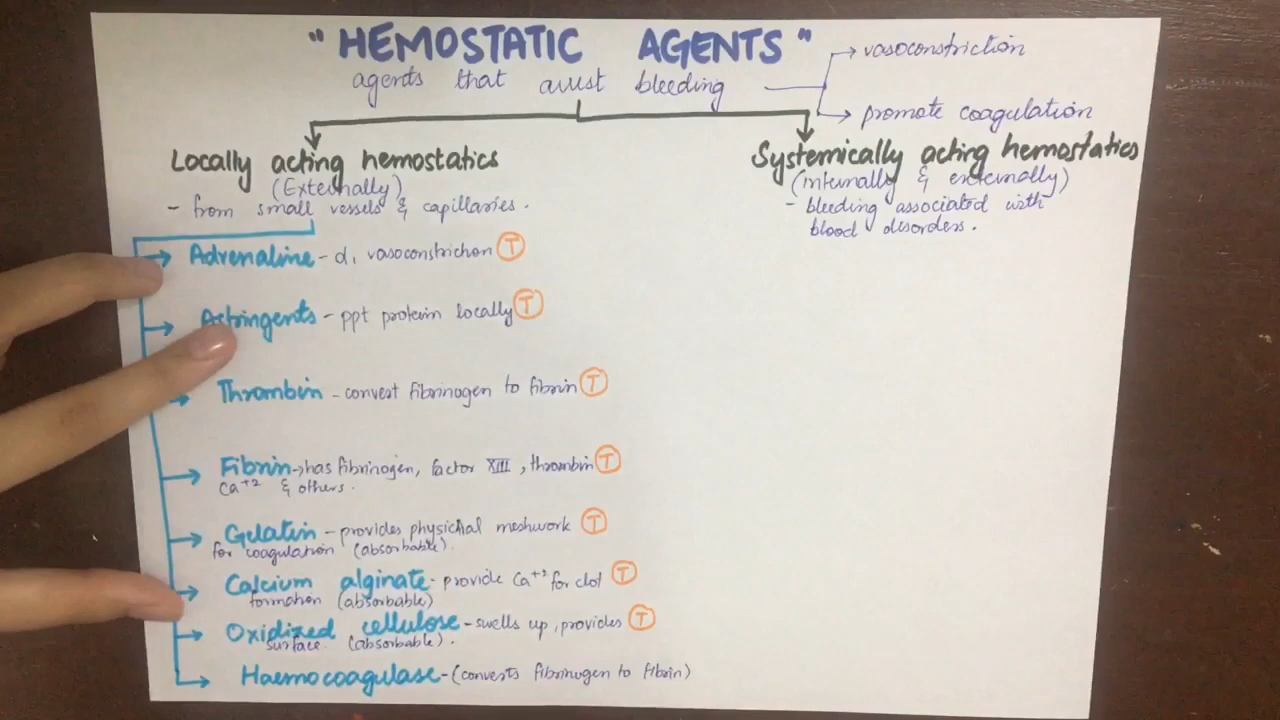 "HEMOSTATIC AGENTS"
agents that arrest bleeding
vasoconstriction
promote coagulation
Locally acting hemostatics
(Externally)
- from small vessels & capillaries.
Systemically acting hemostatics
(internally & externally)
- bleeding associated with
blood disorders.
Adrenaline - α1 vasoconstriction T
Astringents - ppt protein locally T
Thrombin - convert fibrinogen to fibrin T
Fibrin → has fibrinogen, factor XIII, thrombin T
Ca+2 & others.
Gelatin - provides physichal meshwork T
for coagulation (absorbable).
Calcium alginate - provide Ca+2 for clot T
formation (absorbable)
Oxidized cellulose - swells up, provides T
surface. (absorbable).
Haemocoagulase - (converts fibrinogen to fibrin)